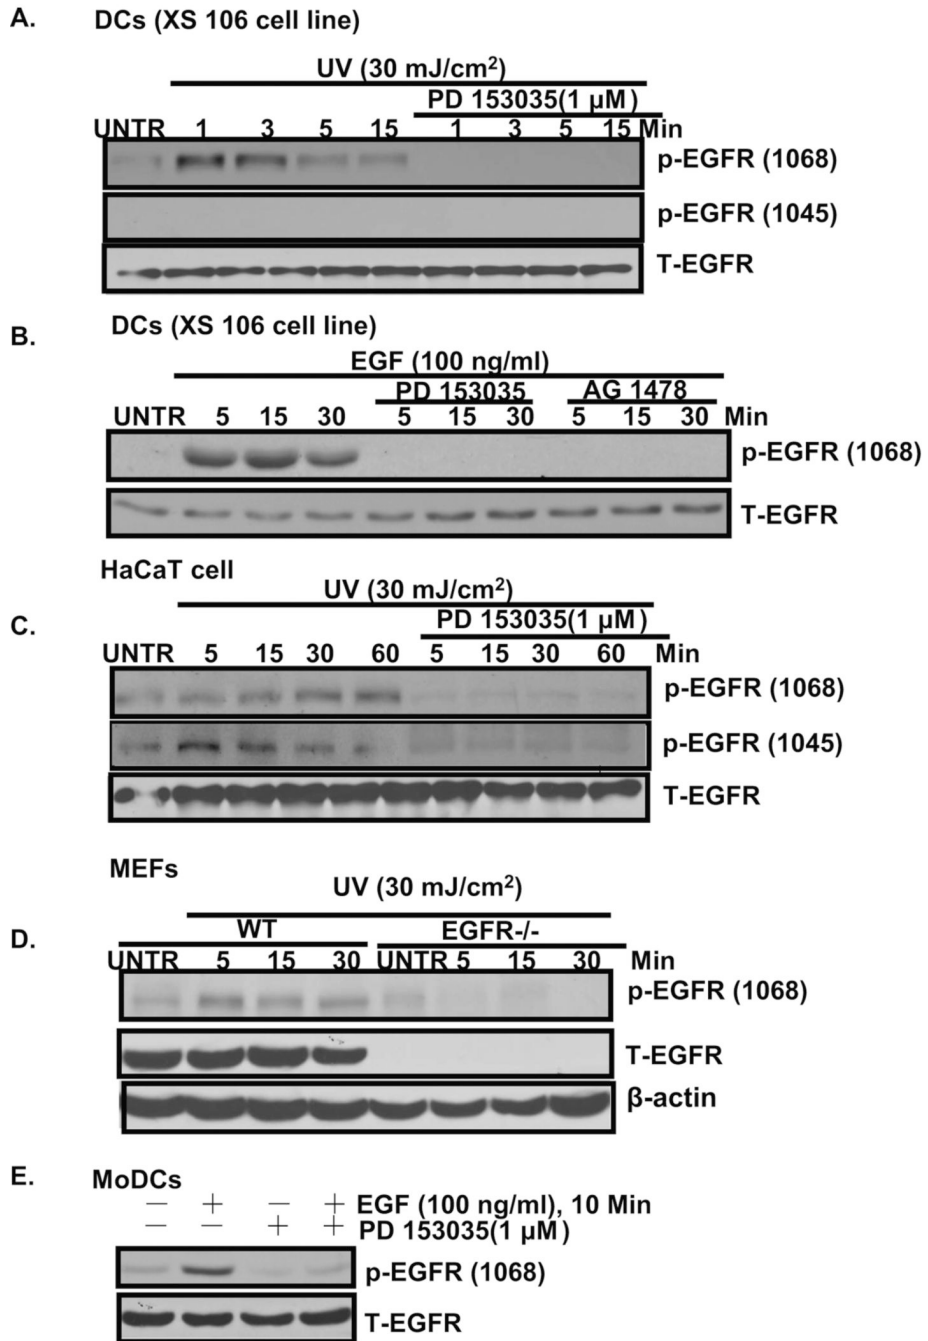 A. DCs (XS 106 cell line)
UV (30 mJ/cm²)
PD 153035(1 µM)
UNTR 1 3 5 15 1 3 5 15 Min
p-EGFR (1068)
p-EGFR (1045)
T-EGFR
B. DCs (XS 106 cell line)
EGF (100 ng/ml)
PD 153035 AG 1478
UNTR 5 15 30 5 15 30 5 15 30 Min
p-EGFR (1068)
T-EGFR
HaCaT cell
UV (30 mJ/cm²)
C. PD 153035(1 µM)
UNTR 5 15 30 60 5 15 30 60 Min
p-EGFR (1068)
p-EGFR (1045)
T-EGFR
MEFs
UV (30 mJ/cm²)
D. WT EGFR-/-
UNTR 5 15 30 UNTR 5 15 30 Min
p-EGFR (1068)
T-EGFR
β-actin
E. MoDCs
— + — + EGF (100 ng/ml), 10 Min
— — + + PD 153035(1 µM)
p-EGFR (1068)
T-EGFR